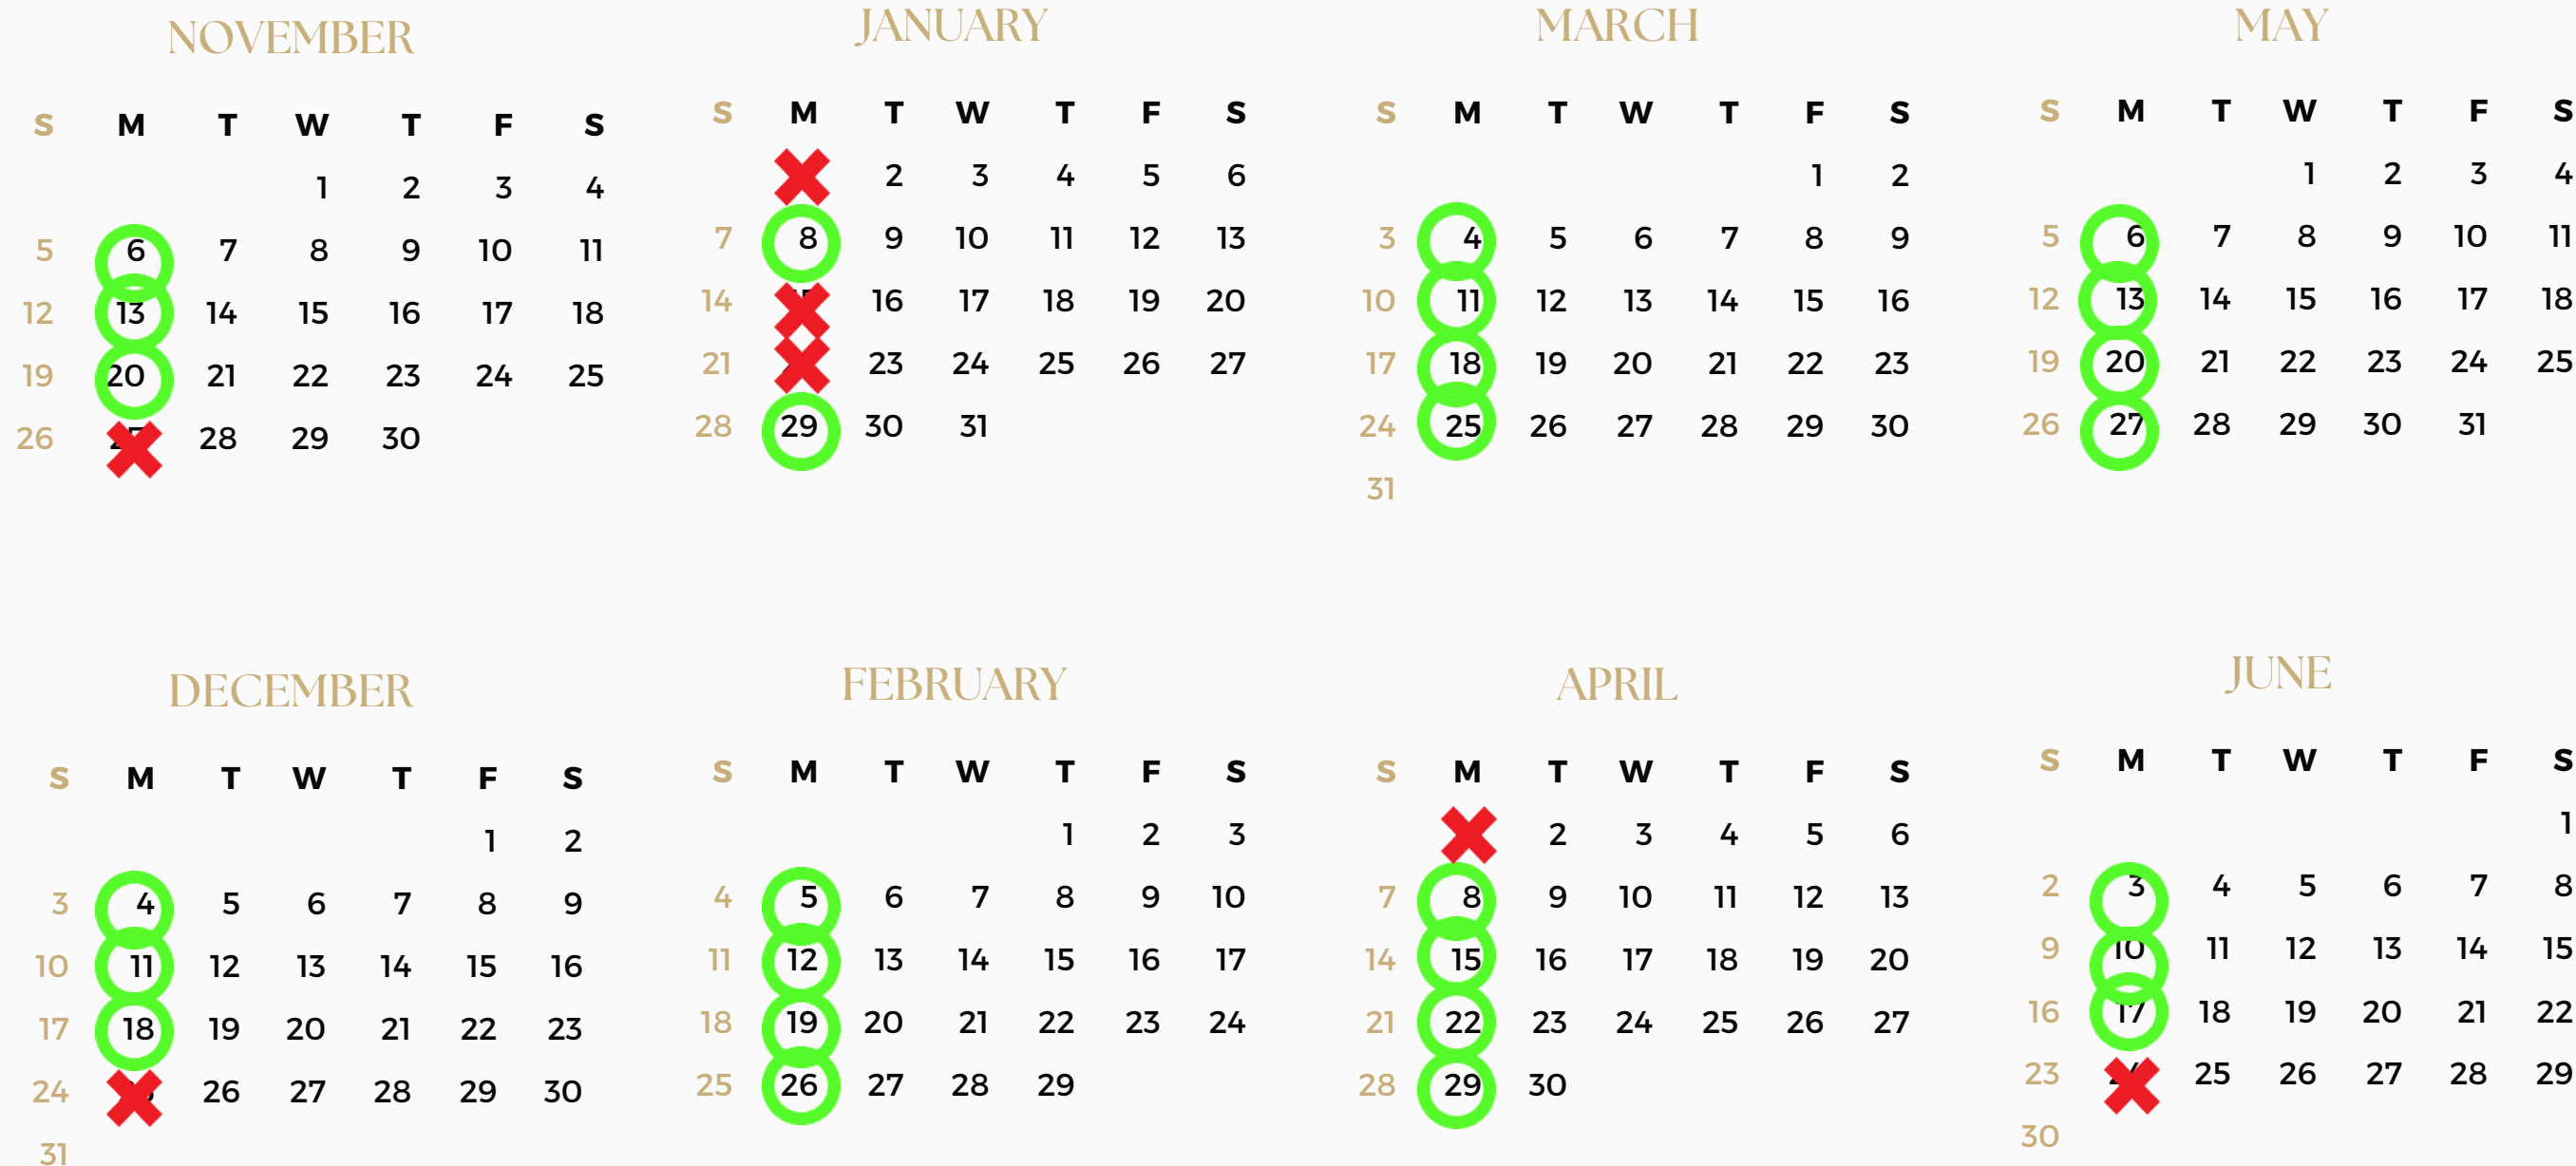 NOVEMBER
S M T W T F S
1 2 3 4
5 6 7 8 9 10 11
12 13 14 15 16 17 18
19 20 21 22 23 24 25
26 28 29 30
DECEMBER
S M T W T F S
1 2
3 4 5 6 7 8 9
10 11 12 13 14 15 16
17 18 19 20 21 22 23
24 26 27 28 29 30
31
JANUARY
S M T W T F S
2 3 4 5 6
7 8 9 10 11 12 13
14 16 17 18 19 20
21 23 24 25 26 27
28 29 30 31
FEBRUARY
S M T W T F S
1 2 3
4 5 6 7 8 9 10
11 12 13 14 15 16 17
18 19 20 21 22 23 24
25 26 27 28 29
MARCH
S M T W T F S
1 2
3 4 5 6 7 8 9
10 11 12 13 14 15 16
17 18 19 20 21 22 23
24 25 26 27 28 29 30
31
APRIL
S M T W T F S
2 3 4 5 6
7 8 9 10 11 12 13
14 15 16 17 18 19 20
21 22 23 24 25 26 27
28 29 30
MAY
S M T W T F S
1 2 3 4
5 6 7 8 9 10 11
12 13 14 15 16 17 18
19 20 21 22 23 24 25
26 27 28 29 30 31
JUNE
S M T W T F S
1
2 3 4 5 6 7 8
9 10 11 12 13 14 15
16 17 18 19 20 21 22
23 25 26 27 28 29
30